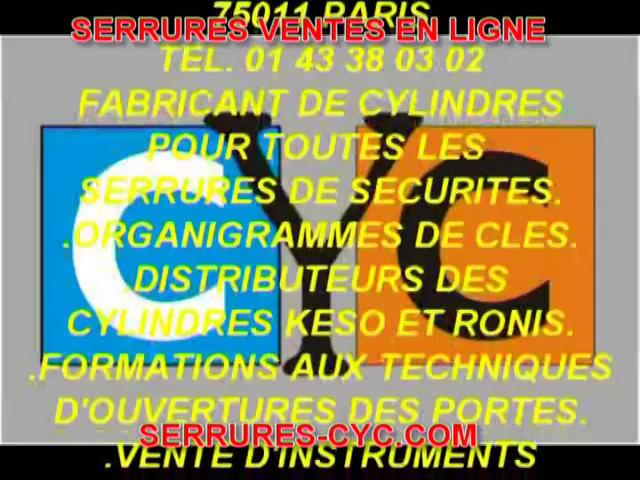 75011 PARIS
SERRURES VENTES EN LIGNE
TEL. 01 43 38 03 02
FABRICANT DE CYLINDRES
POUR TOUTES LES
SERRURES DE SECURITES.
.ORGANIGRAMMES DE CLES.
.DISTRIBUTEURS DES
CYLINDRES KESO ET RONIS.
.FORMATIONS AUX TECHNIQUES
D'OUVERTURES DES PORTES.
SERRURES-CYC.COM
.VENTE D'INSTRUMENTS
CYC